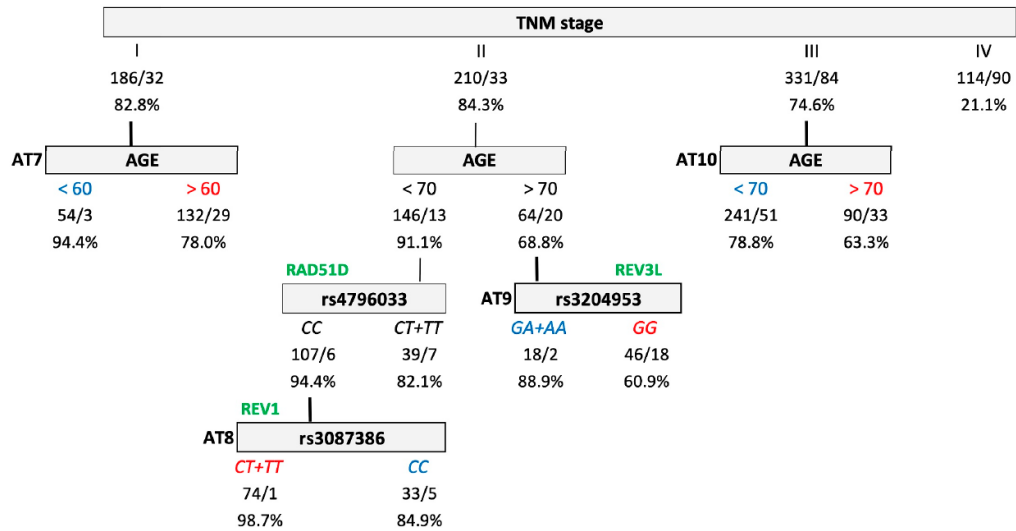 TNM stage
I II III IV
186/32 210/33 331/84 114/90
82.8% 84.3% 74.6% 21.1%
AT7 AGE AGE AT10 AGE
< 60 > 60 < 70 > 70 < 70 > 70
54/3 132/29 146/13 64/20 241/51 90/33
94.4% 78.0% 91.1% 68.8% 78.8% 63.3%
RAD51D REV3L
rs4796033 AT9 rs3204953
CC CT+TT GA+AA GG
107/6 39/7 18/2 46/18
94.4% 82.1% 88.9% 60.9%
REV1
AT8 rs3087386
CT+TT CC
74/1 33/5
98.7% 84.9%